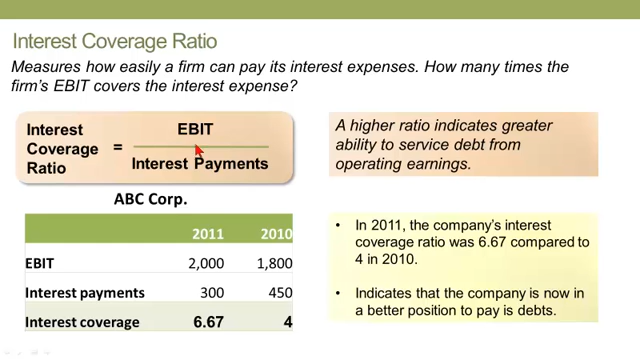 Interest Coverage Ratio
Measures how easily a firm can pay its interest expenses. How many times the
firm's EBIT covers the interest expense?
Interest
Coverage
Ratio
=
EBIT
Interest Payments
A higher ratio indicates greater
ability to service debt from
operating earnings.
ABC Corp.
2011 2010
EBIT 2,000 1,800
Interest payments 300 450
Interest coverage 6.67 4
• In 2011, the company's interest
coverage ratio was 6.67 compared to
4 in 2010.
• Indicates that the company is now in
a better position to pay is debts.